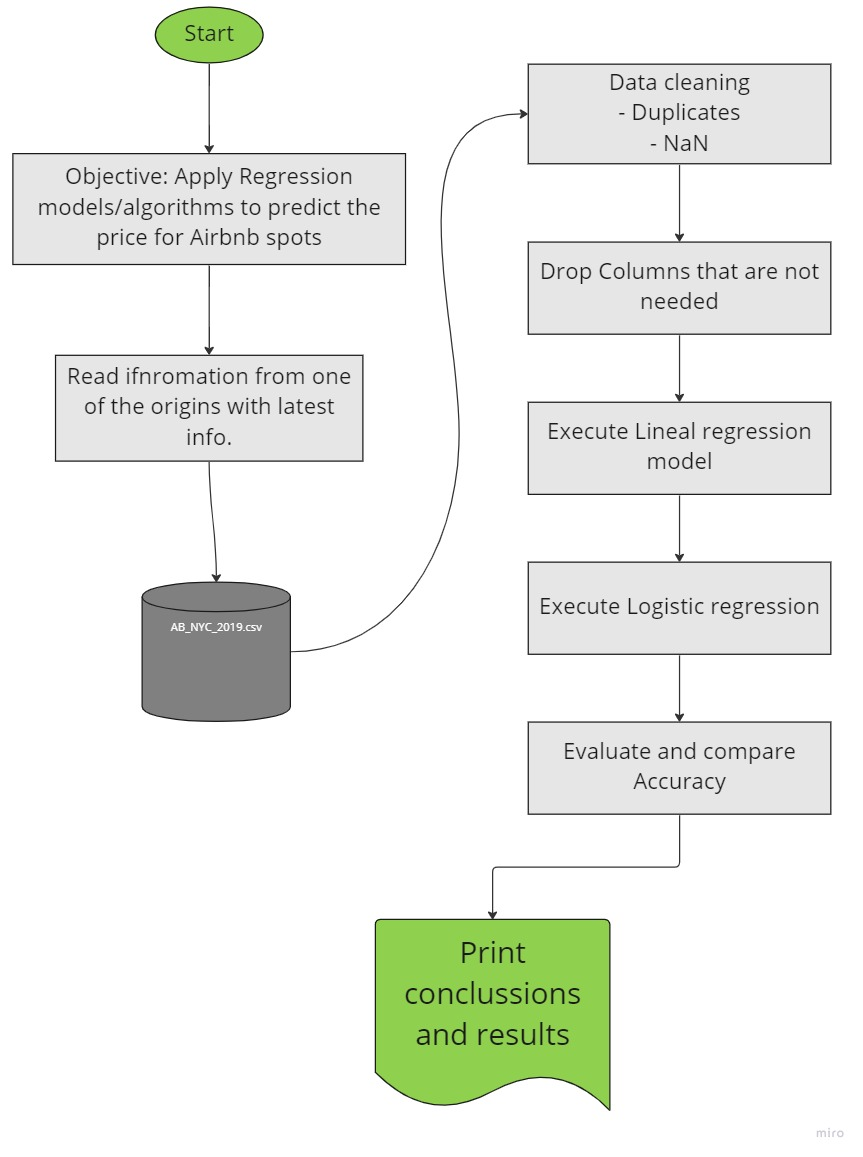 Start
Objective: Apply Regression
models/algorithms to predict the
price for Airbnb spots
Read ifnromation from one
of the origins with latest
info.
AB_NYC_2019.csv
Data cleaning
- Duplicates
- NaN
Drop Columns that are not
needed
Execute Lineal regression
model
Execute Logistic regression
Evaluate and compare
Accuracy
Print
conclussions
and results
miro